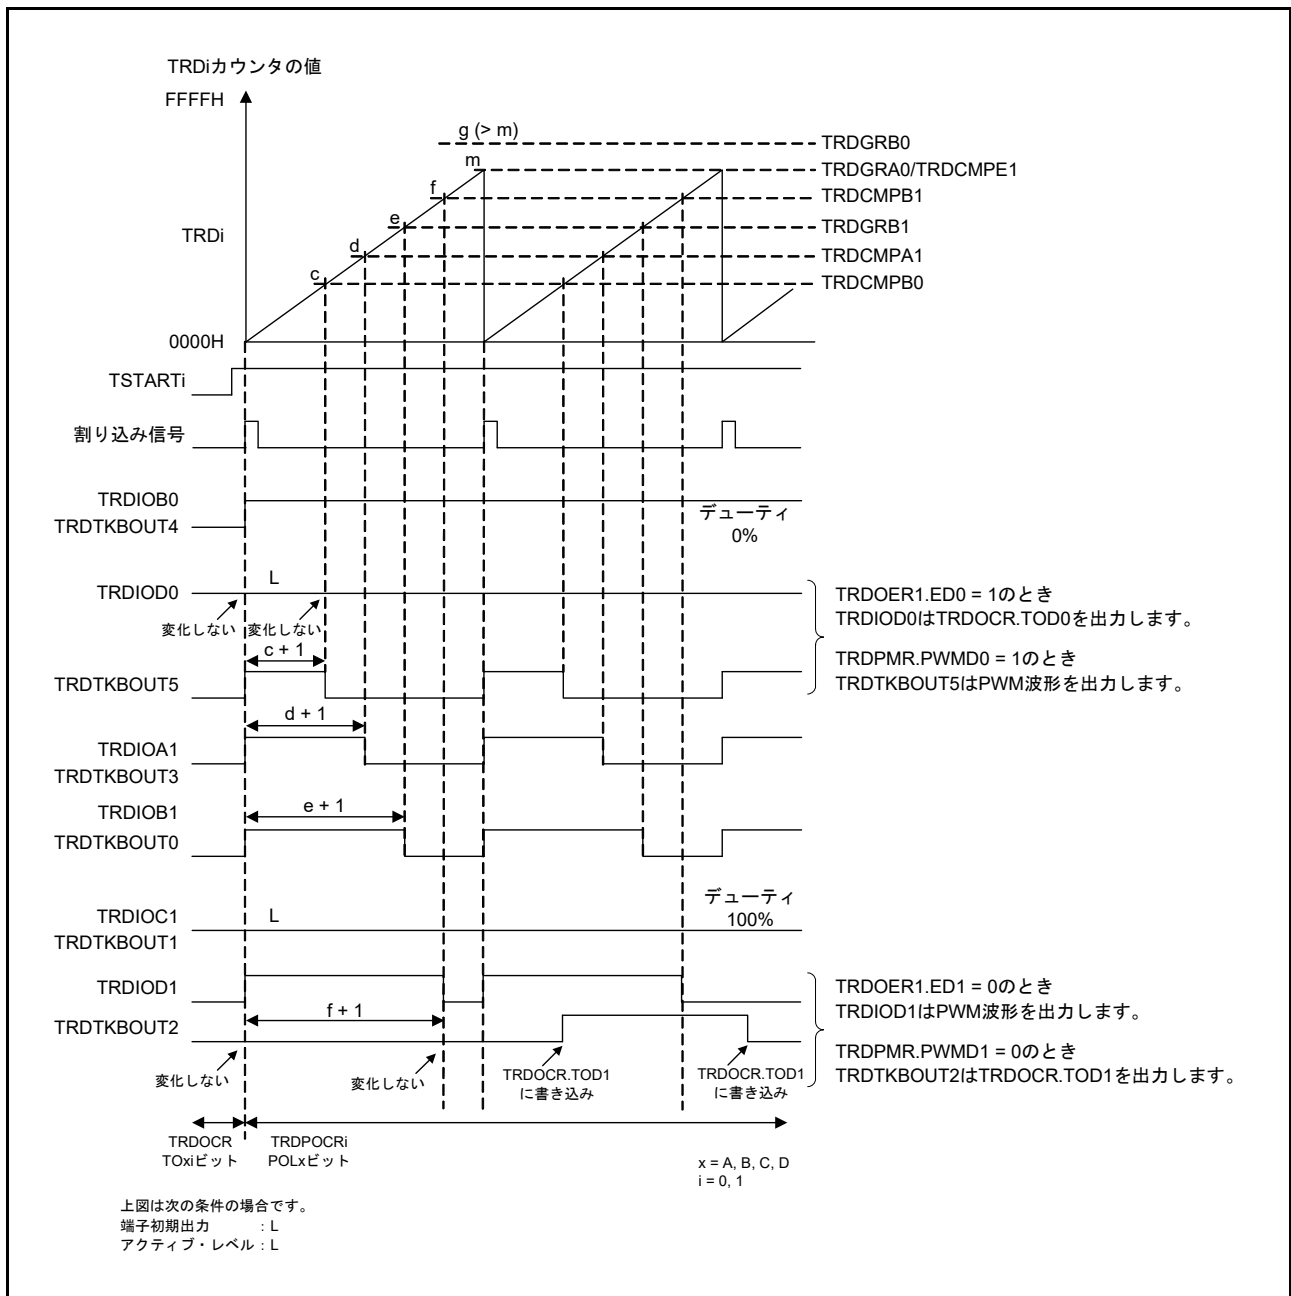 TRDiカウンタの値
FFFFH
g (> m)
TRDGRB0
m
TRDGRA0/TRDCMPE1
f
TRDCMPB1
e
TRDGRB1
TRDi
d
TRDCMPA1
c
TRDCMPB0
0000H
TSTARTi
割り込み信号
TRDIOB0
TRDTKBOUT4
デューティ
0%
TRDIOD0
L
変化しない
変化しない
TRDOER1.ED0 = 1のとき
TRDIOD0はTRDOCR.TOD0を出力します。
TRDPMR.PWMD0 = 1のとき
TRDTKBOUT5はPWM波形を出力します。
c + 1
TRDTKBOUT5
d + 1
TRDIOA1
TRDTKBOUT3
TRDIOB1
e + 1
TRDTKBOUT0
デューティ
100%
TRDIOC1
L
TRDTKBOUT1
TRDIOD1
f + 1
TRDTKBOUT2
変化しない
変化しない
TRDOCR.TOD1
に書き込み
TRDOCR.TOD1
に書き込み
TRDOER1.ED1 = 0のとき
TRDIOD1はPWM波形を出力します。
TRDPMR.PWMD1 = 0のとき
TRDTKBOUT2はTRDOCR.TOD1を出力します。
TRDOCR
TOxiビット
TRDPOCRi
POLxビット
x = A, B, C, D
i = 0, 1
上図は次の条件の場合です。
端子初期出力 : L
アクティブ・レベル : L